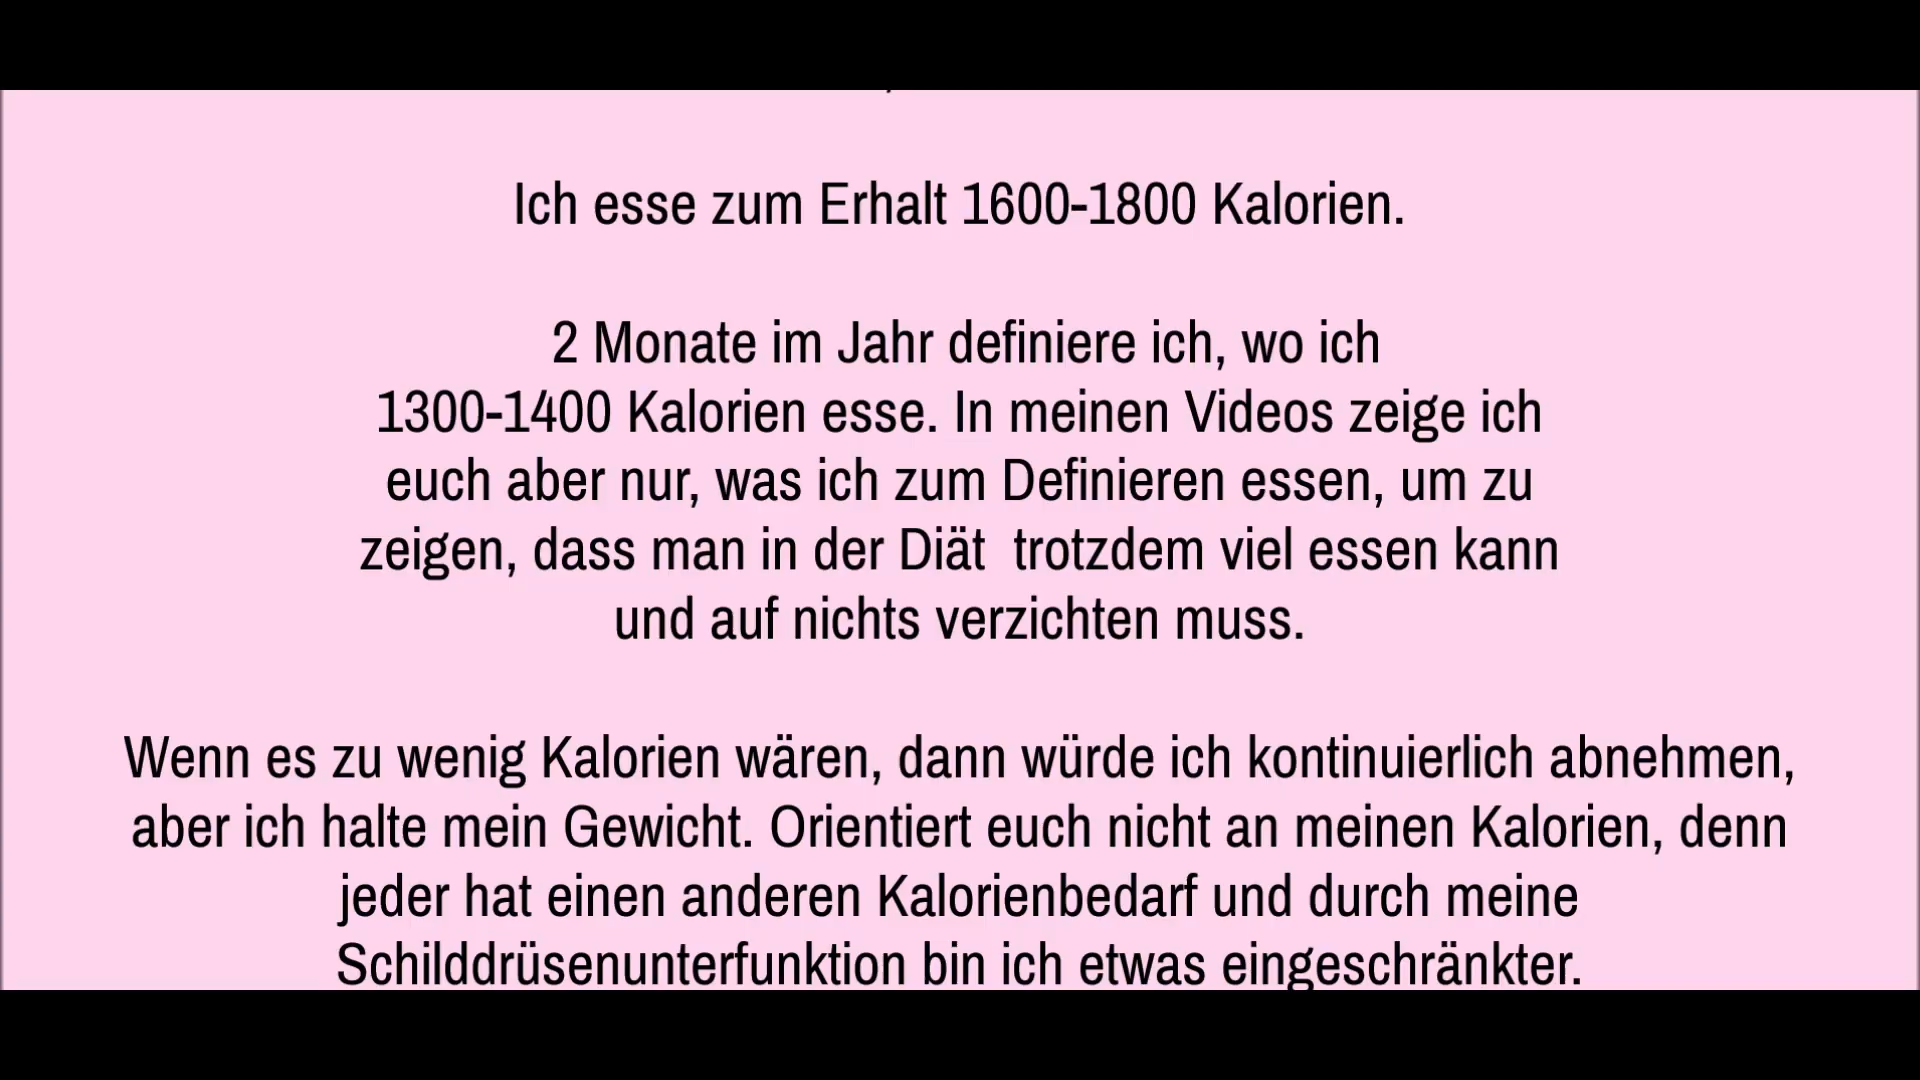 Ich esse zum Erhalt 1600-1800 Kalorien.
2 Monate im Jahr definiere ich, wo ich
1300-1400 Kalorien esse. In meinen Videos zeige ich
euch aber nur, was ich zum Definieren essen, um zu
zeigen, dass man in der Diät  trotzdem viel essen kann
und auf nichts verzichten muss.
Wenn es zu wenig Kalorien wären, dann würde ich kontinuierlich abnehmen,
aber ich halte mein Gewicht. Orientiert euch nicht an meinen Kalorien, denn
jeder hat einen anderen Kalorienbedarf und durch meine
Schilddrüsenunterfunktion bin ich etwas eingeschränkter.